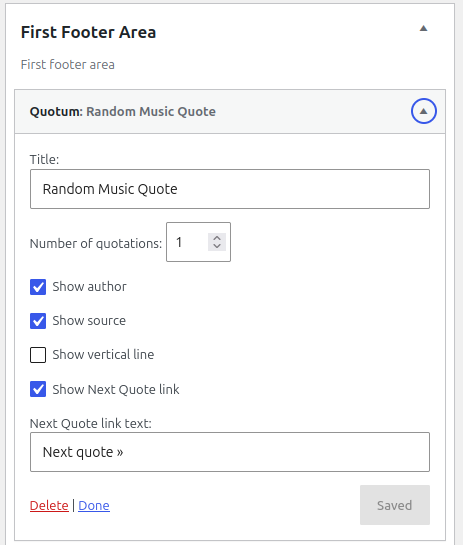 First Footer Area
First footer area
Quotum: Random Music Quote
Title:
Random Music Quote
Number of quotations: 1
Show author
Show source
Show vertical line
Show Next Quote link
Next Quote link text:
Next quote »
Delete | Done
Saved